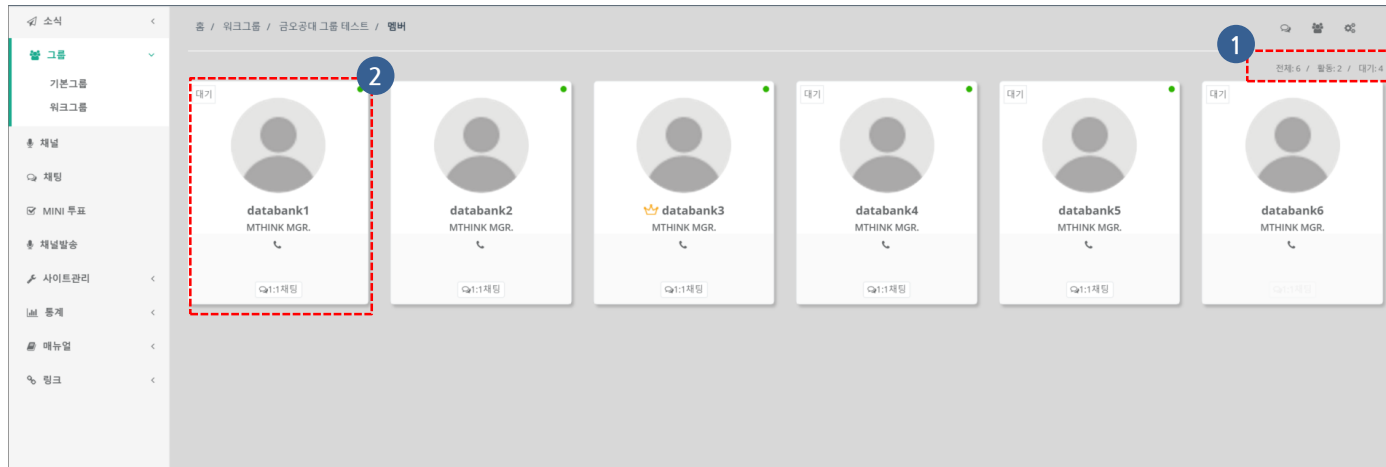 소식
그룹
기본그룹
워크그룹
채널
채팅
MINI 투표
채널발송
사이트관리
통계
매뉴얼
링크
홈 / 워크그룹 / 금오공대 그룹 테스트 / 멤버
1
전체: 6 / 활동: 2 / 대기: 4
2
대기
databank1
MTHINK MGR.
1:1채팅
databank2
MTHINK MGR.
1:1채팅
databank3
MTHINK MGR.
1:1채팅
대기
databank4
MTHINK MGR.
1:1채팅
대기
databank5
MTHINK MGR.
1:1채팅
대기
databank6
MTHINK MGR.
1:1채팅